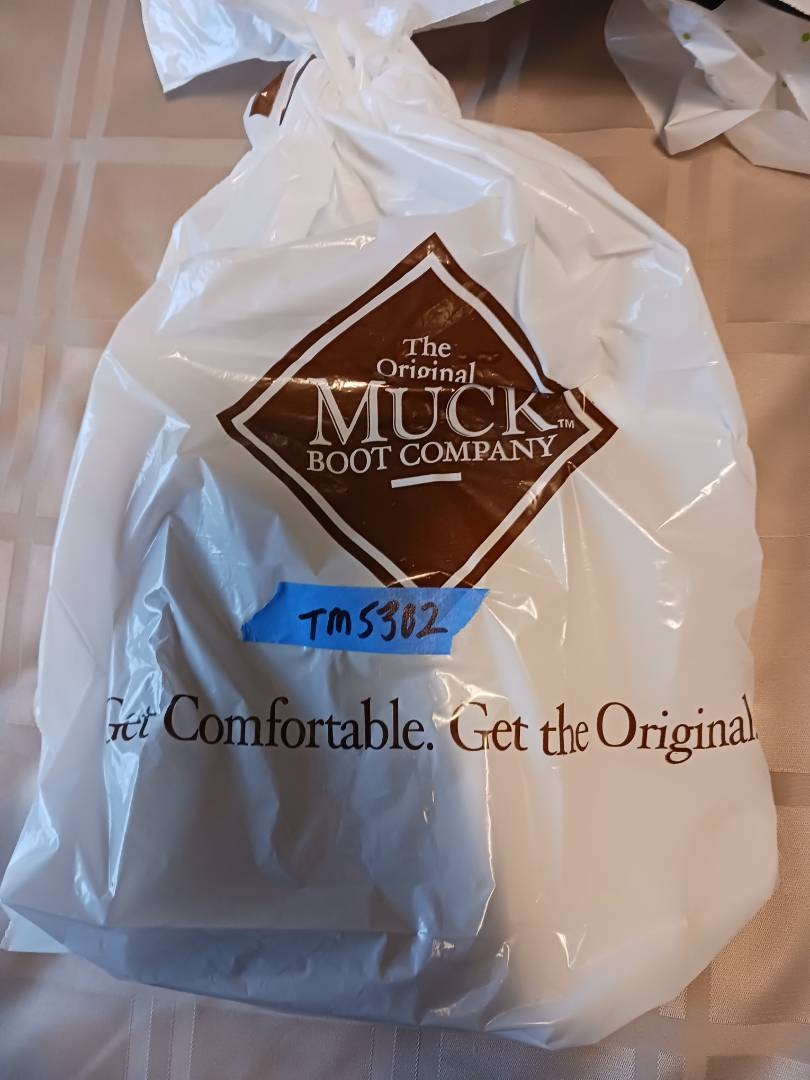 The
Original
MUCK™
BOOT COMPANY
TM5302
Get Comfortable. Get the Original.